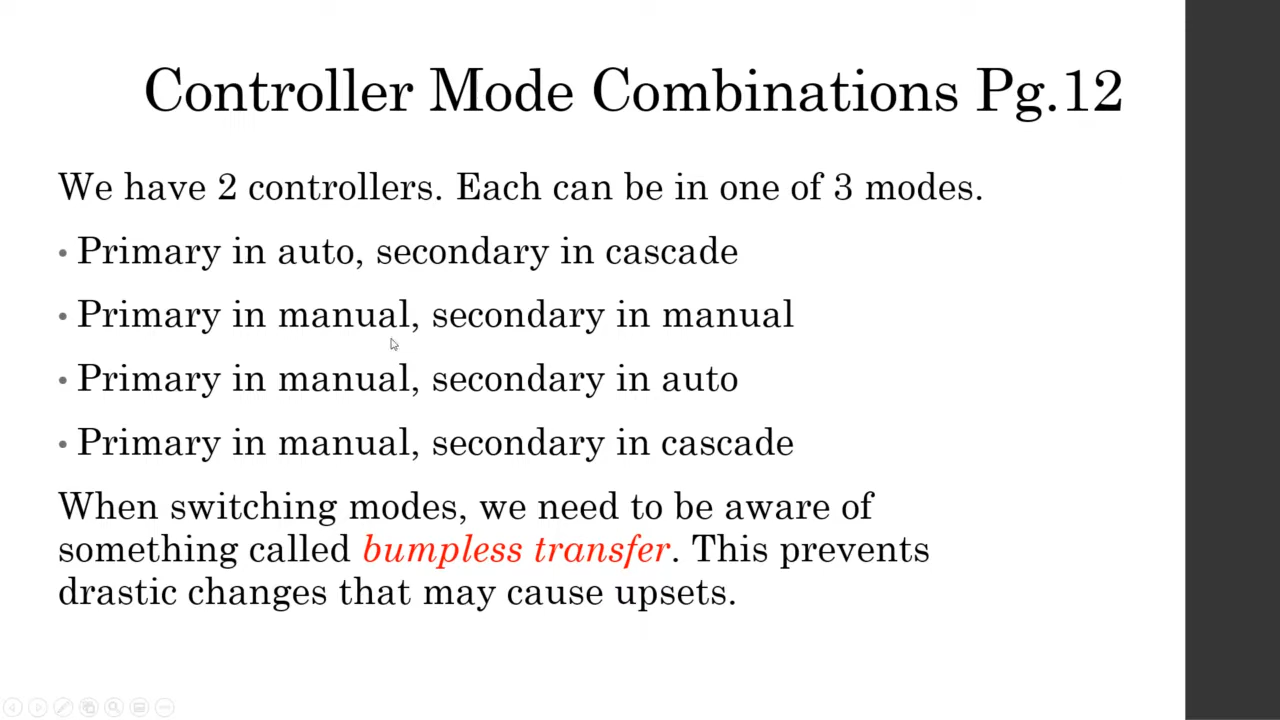 Controller Mode Combinations Pg.12
We have 2 controllers. Each can be in one of 3 modes.
• Primary in auto, secondary in cascade
• Primary in manual, secondary in manual
• Primary in manual, secondary in auto
• Primary in manual, secondary in cascade
When switching modes, we need to be aware of
something called bumpless transfer. This prevents
drastic changes that may cause upsets.